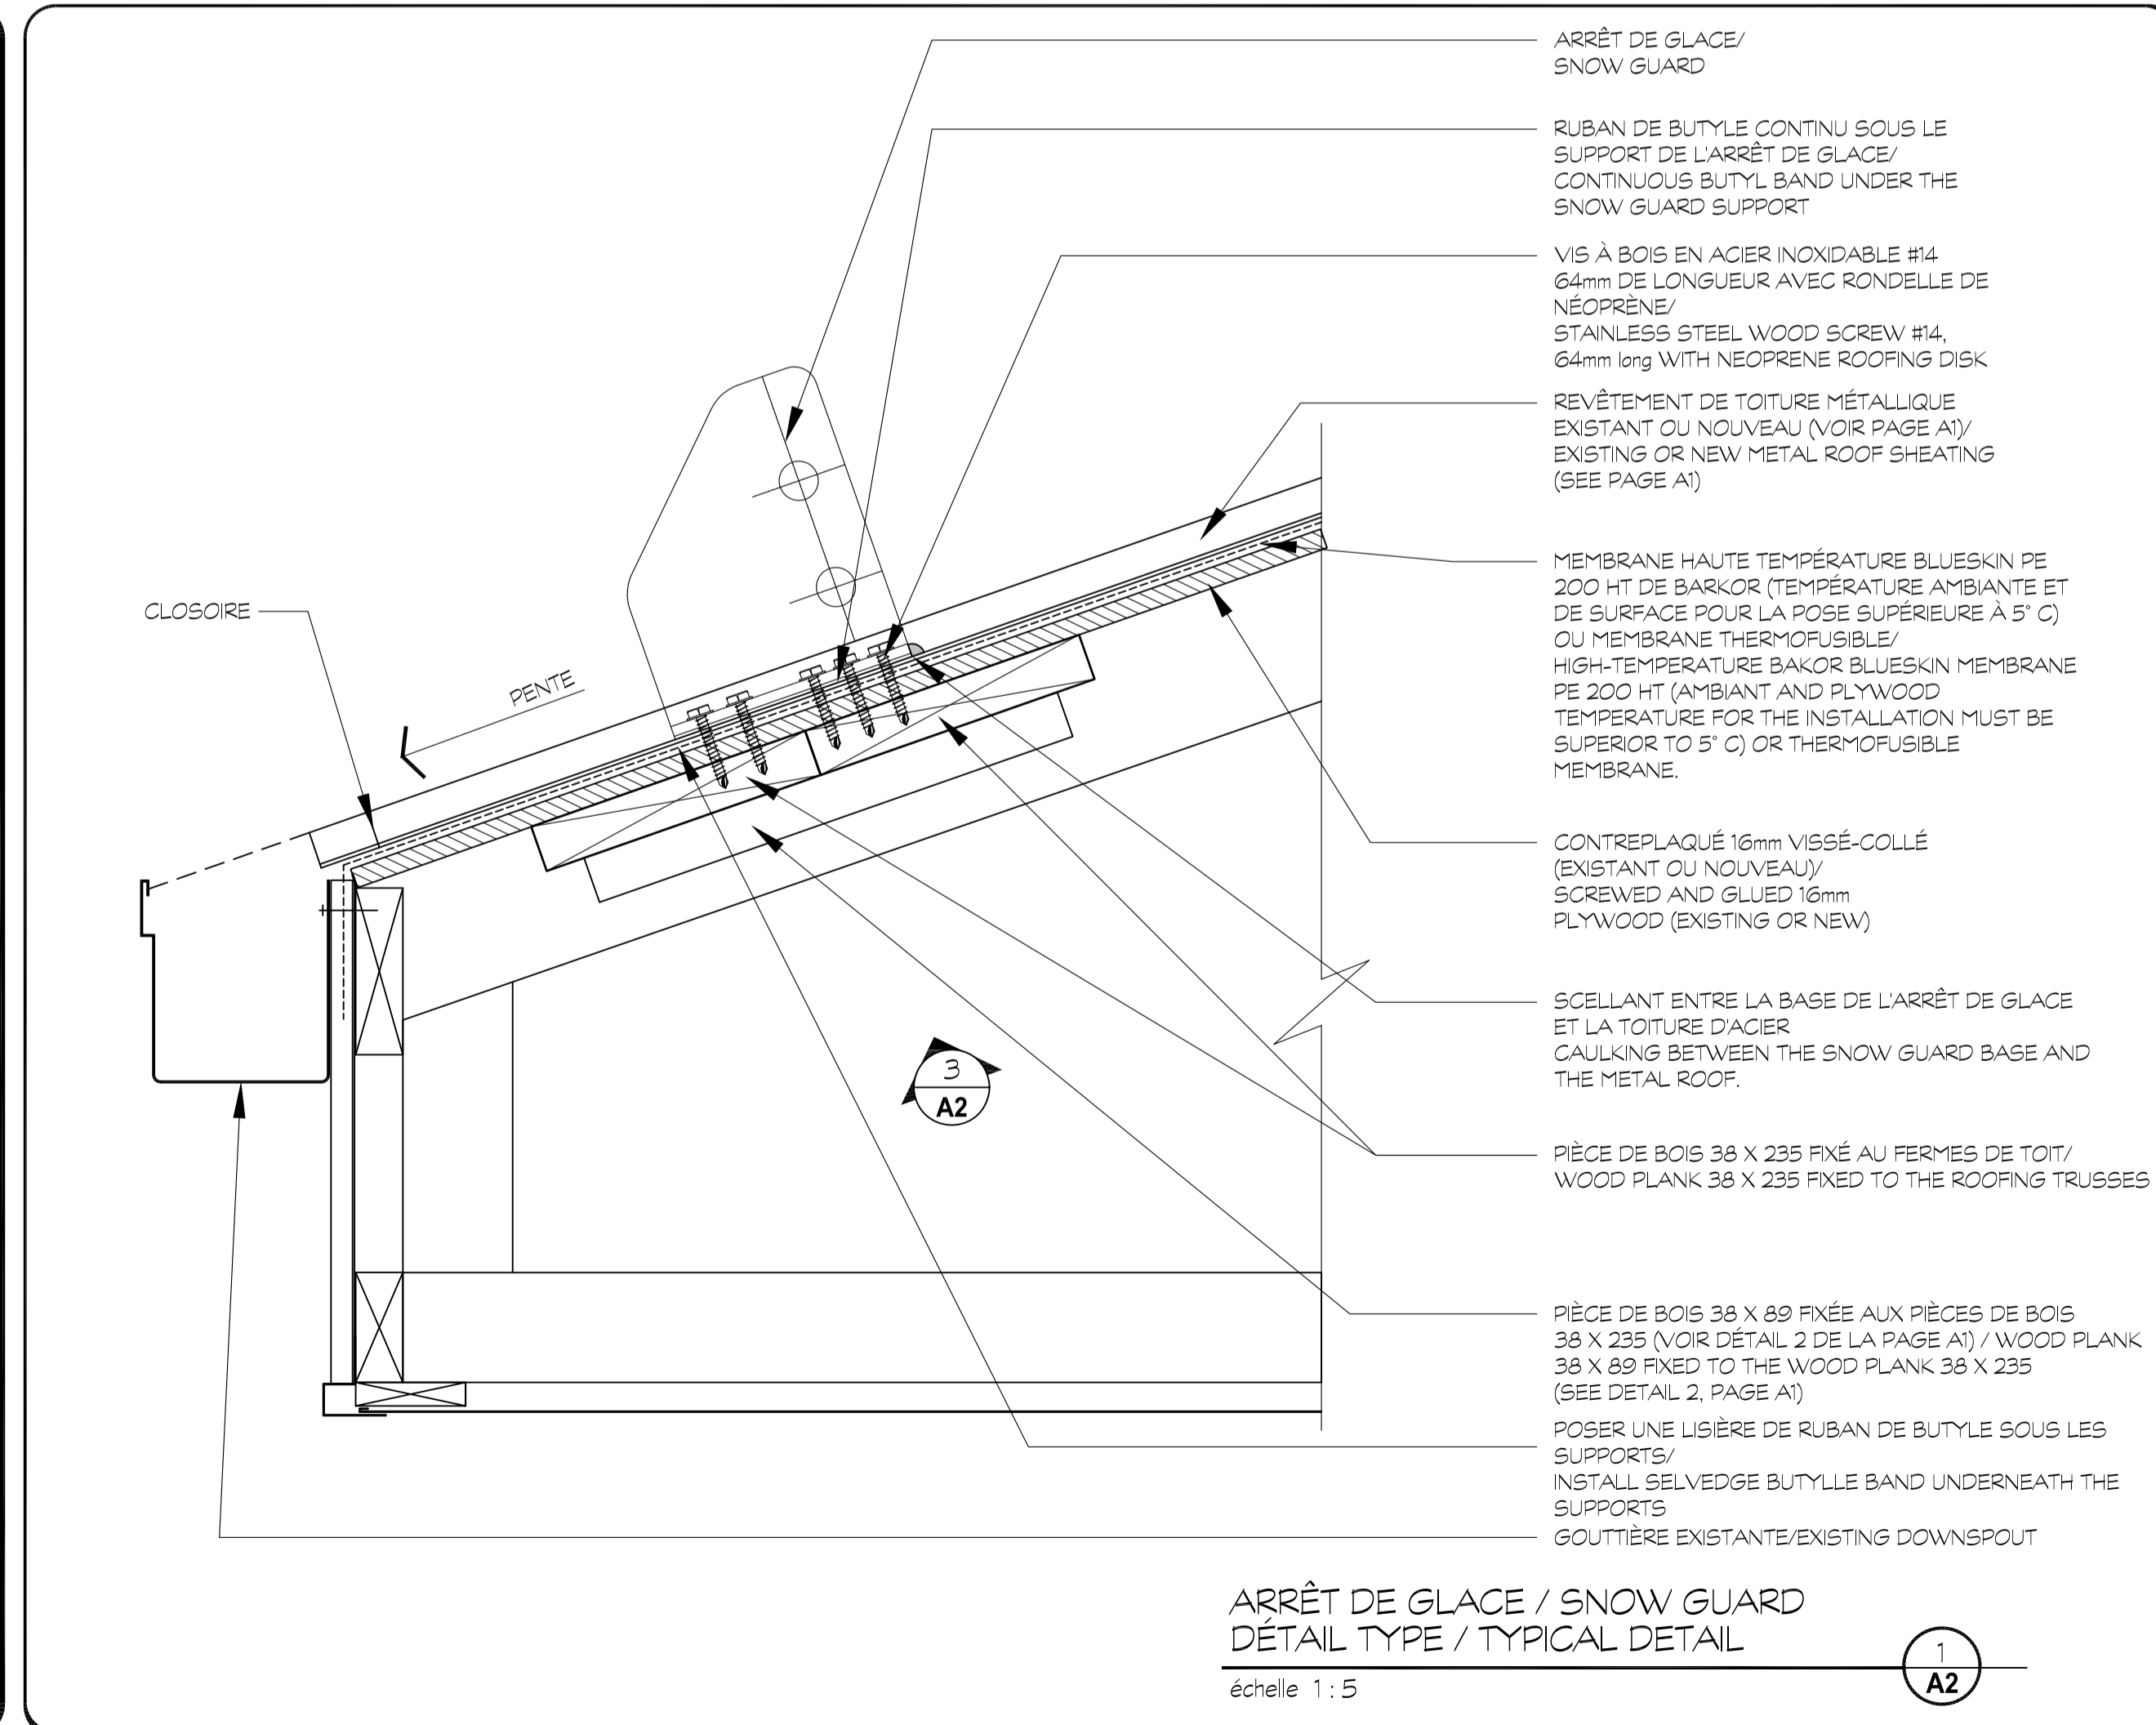 ARRÊT DE GLACE/
SNOW GUARD
RUBAN DE BUTYLE CONTINU SOUS LE
SUPPORT DE L'ARRÊT DE GLACE/
CONTINUOUS BUTYL BAND UNDER THE
SNOW GUARD SUPPORT
VIS À BOIS EN ACIER INOXIDABLE #14
64mm DE LONGUEUR AVEC RONDELLE DE
NÉOPRÈNE/
STAINLESS STEEL WOOD SCREW #14,
64mm long WITH NEOPRENE ROOFING DISK
REVÊTEMENT DE TOITURE MÉTALLIQUE
EXISTANT OU NOUVEAU (VOIR PAGE A1)/
EXISTING OR NEW METAL ROOF SHEATING
(SEE PAGE A1)
MEMBRANE HAUTE TEMPÉRATURE BLUESKIN PE
200 HT DE BARKOR (TEMPÉRATURE AMBIANTE ET
DE SURFACE POUR LA POSE SUPÉRIEURE À 5° C)
OU MEMBRANE THERMOFUSIBLE/
HIGH-TEMPERATURE BAKOR BLUESKIN MEMBRANE
PE 200 HT (AMBIANT AND PLYWOOD
TEMPERATURE FOR THE INSTALLATION MUST BE
SUPERIOR TO 5° C) OR THERMOFUSIBLE
MEMBRANE.
CLOSOIRE
PENTE
CONTREPLAQUÉ 16mm VISSÉ-COLLÉ
(EXISTANT OU NOUVEAU)/
SCREWED AND GLUED 16mm
PLYWOOD (EXISTING OR NEW)
SCELLANT ENTRE LA BASE DE L'ARRÊT DE GLACE
ET LA TOITURE D'ACIER
CAULKING BETWEEN THE SNOW GUARD BASE AND
THE METAL ROOF.
3
A2
PIÈCE DE BOIS 38 X 235 FIXÉ AU FERMES DE TOIT/
WOOD PLANK 38 X 235 FIXED TO THE ROOFING TRUSSES
PIÈCE DE BOIS 38 X 89 FIXÉE AUX PIÈCES DE BOIS
38 X 235 (VOIR DÉTAIL 2 DE LA PAGE A1) / WOOD PLANK
38 X 89 FIXED TO THE WOOD PLANK 38 X 235
(SEE DETAIL 2, PAGE A1)
POSER UNE LISIÈRE DE RUBAN DE BUTYLE SOUS LES
SUPPORTS/
INSTALL SELVEDGE BUTYLLE BAND UNDERNEATH THE
SUPPORTS
GOUTTIÈRE EXISTANTE/EXISTING DOWNSPOUT
ARRÊT DE GLACE / SNOW GUARD
DÉTAIL TYPE / TYPICAL DETAIL
échelle 1 : 5
1
A2